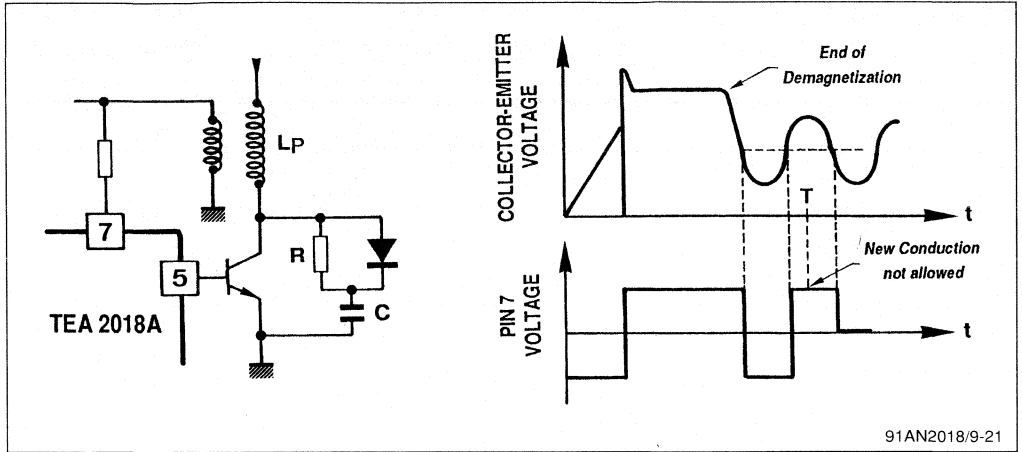 LP
7
R
5
C
TEA 2018A
COLLECTOR-EMITTER
VOLTAGE
End of
Demagnetization
T
t
New Conduction
not allowed
PIN 7
VOLTAGE
t
91AN2018/9-21